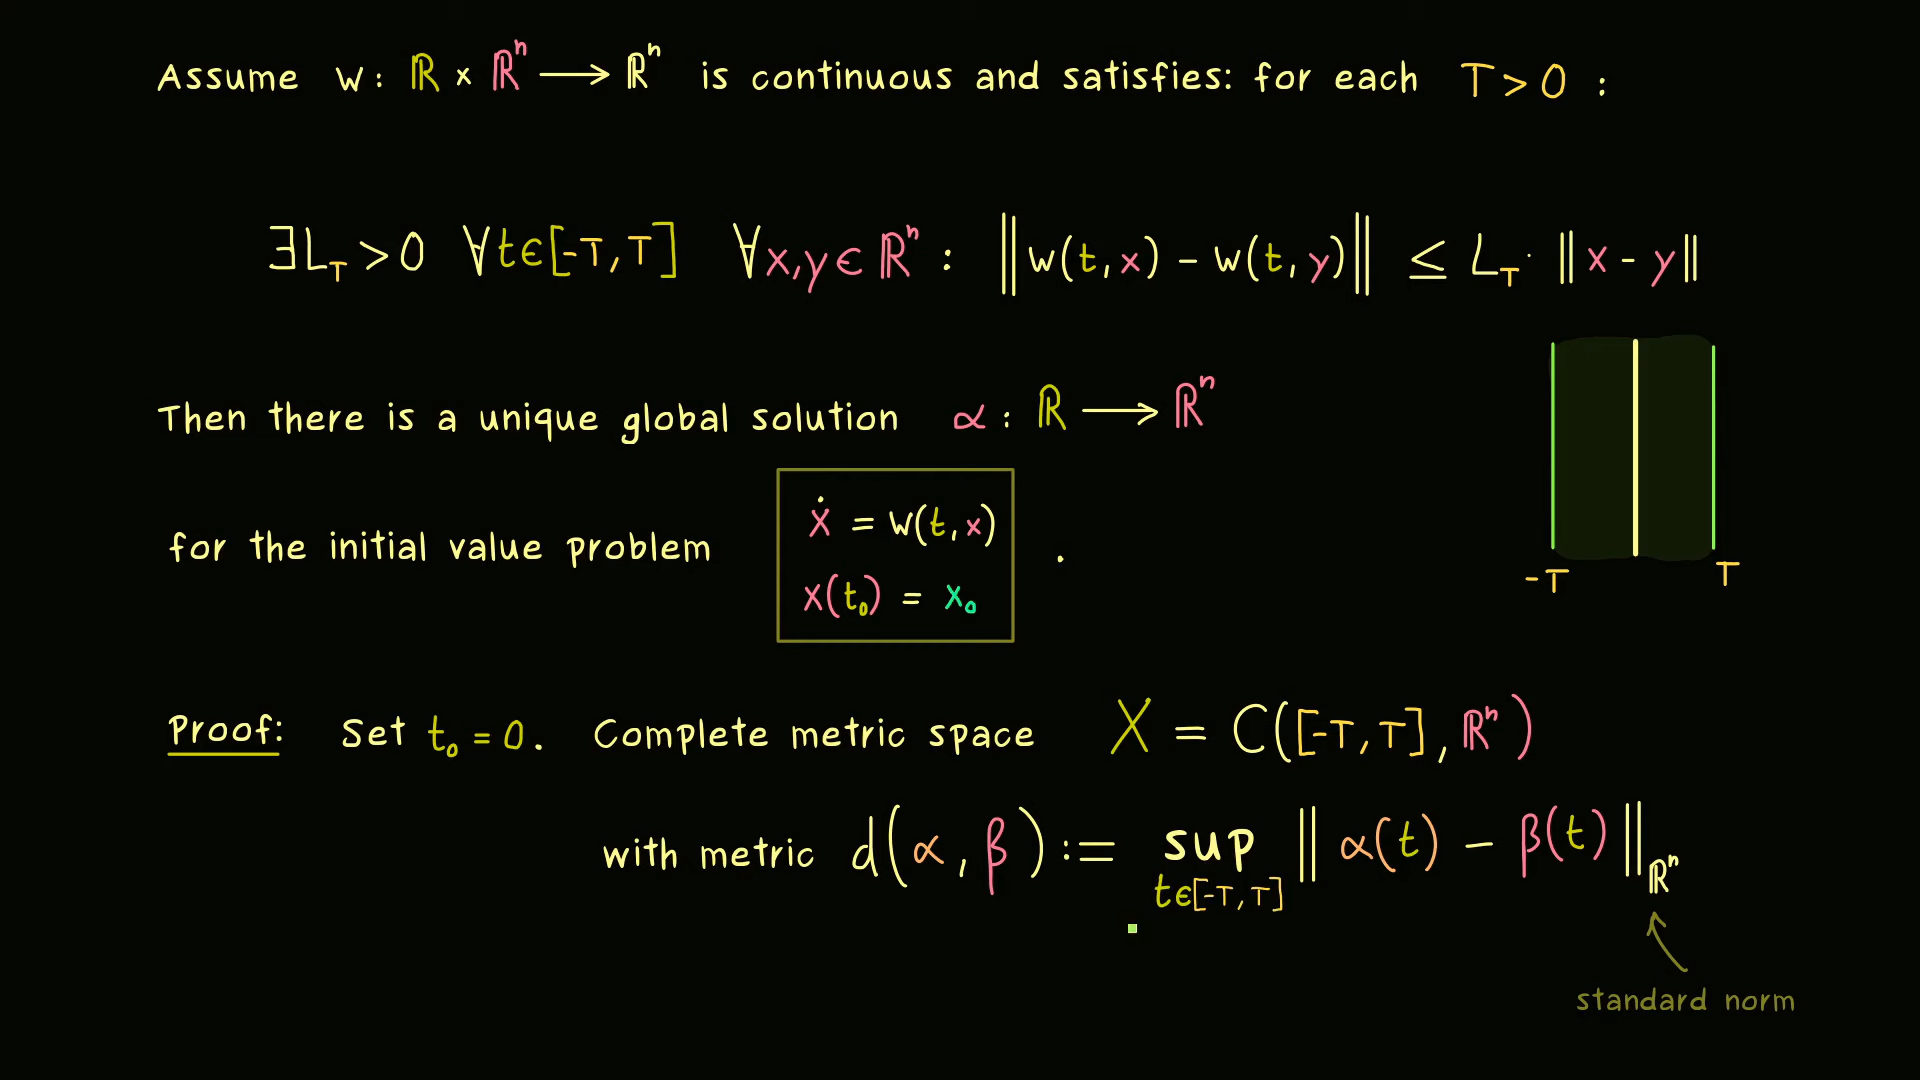 Assume w: ℝ × ℝⁿ ⟶ ℝⁿ is continuous and satisfies: for each T > 0 :
∃L_T > 0 ∀t∈[-T, T] ∀x,y ∈ ℝⁿ : ‖w(t, x) - w(t, y)‖ ≤ L_T · ‖x - y‖
Then there is a unique global solution α : ℝ ⟶ ℝⁿ
for the initial value problem
ẋ = w(t, x)
x(t₀) = x₀ .
-T T
Proof: Set t₀ = 0. Complete metric space X = C([-T, T], ℝⁿ)
with metric d(α, β) := sup_{t∈[-T, T]} ‖α(t) - β(t)‖_{ℝⁿ}
standard norm